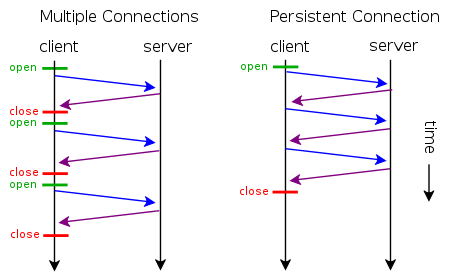 Multiple Connections
client
server
open
close
open
close
open
close
Persistent Connection
client
server
open
close
time